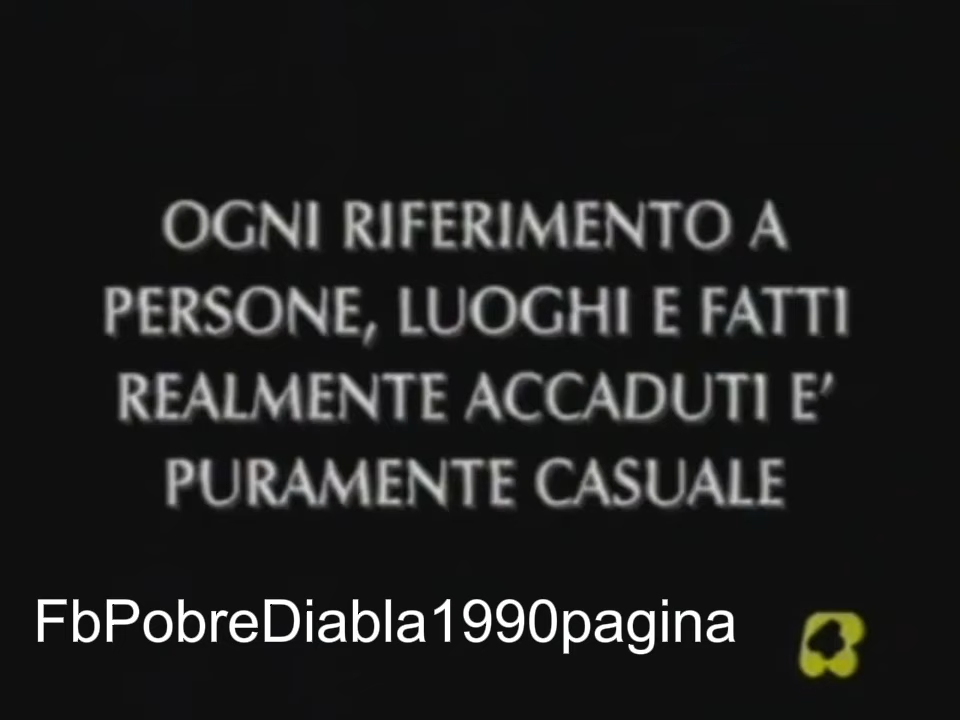 OGNI RIFERIMENTO A
PERSONE, LUOGHI E FATTI
REALMENTE ACCADUTI E'
PURAMENTE CASUALE
FbPobreDiabla1990pagina